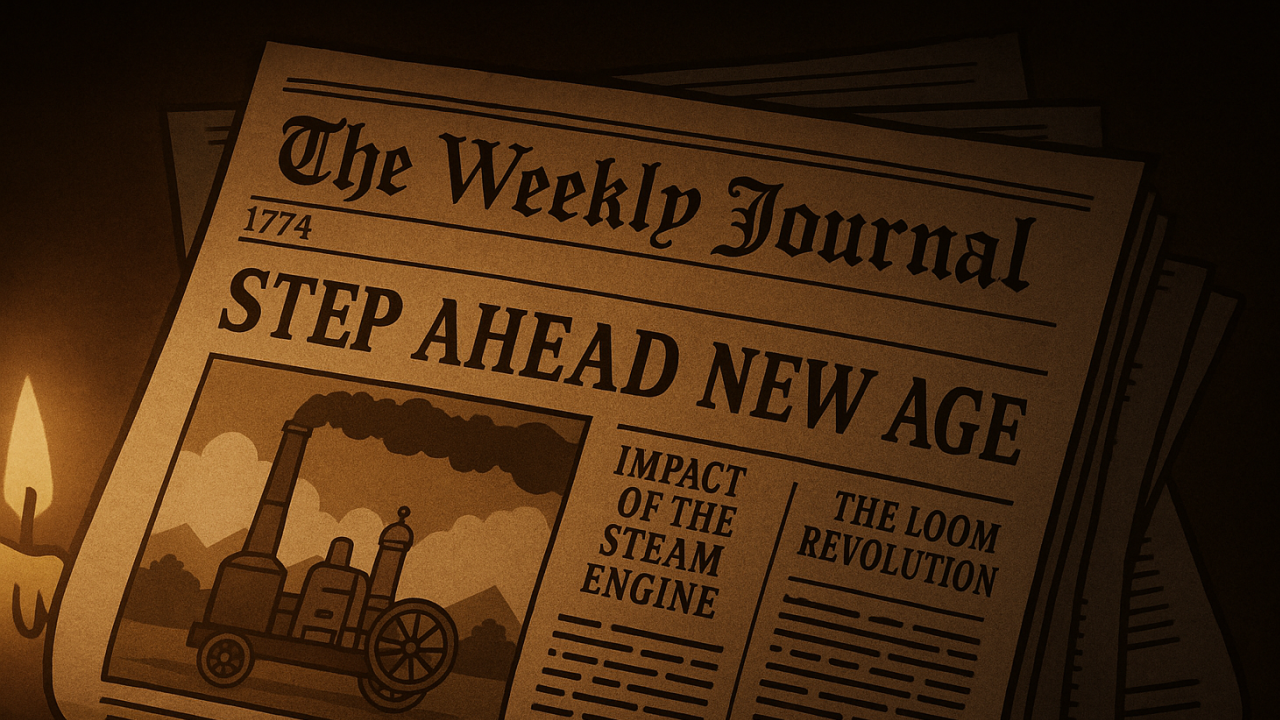 The Weekly Journal
1774
STEP AHEAD NEW AGE
IMPACT
OF THE
STEAM
ENGINE
THE LOOM
REVOLUTION